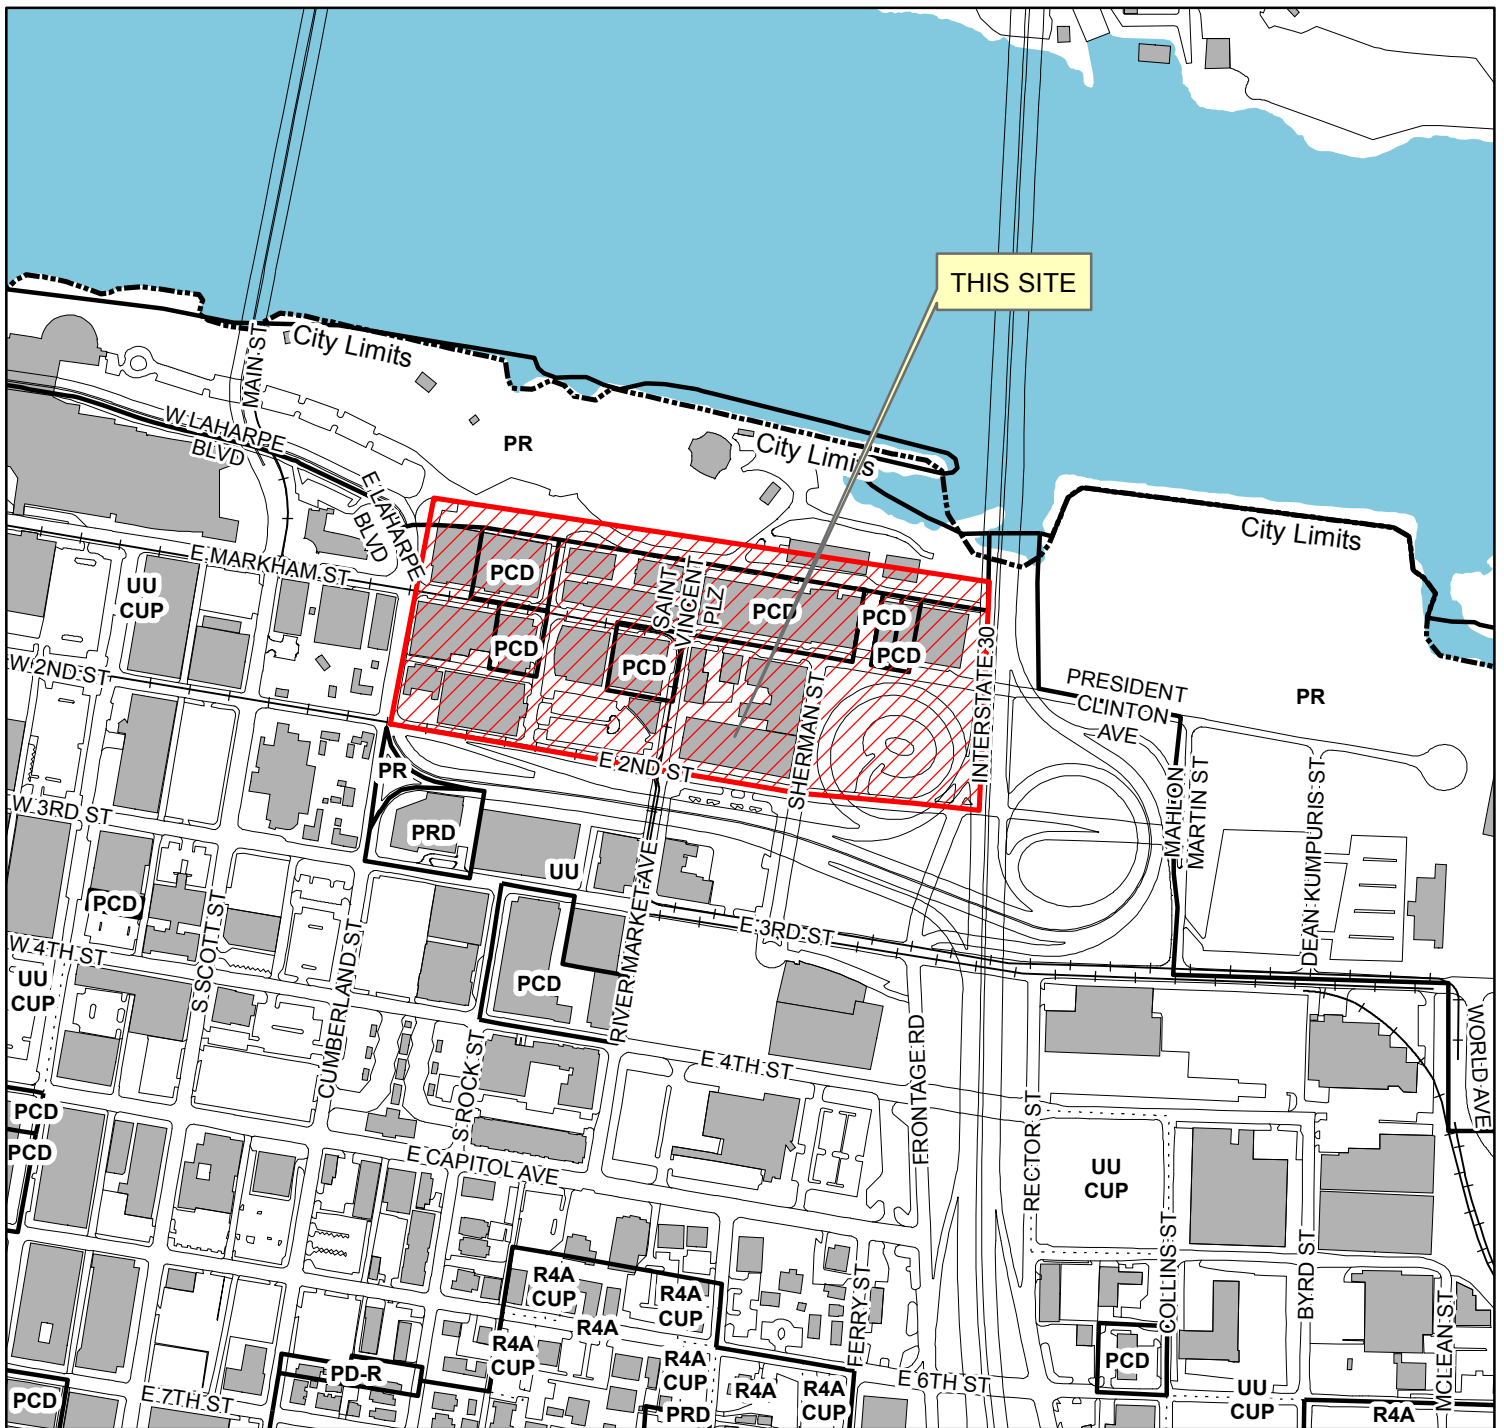 THIS SITE
MAIN ST
City Limits
W LAHARPE
BLVD
PR
City Limits
E LAHARPE
BLVD
City Limits
E MARKHAM ST
UU
CUP
PCD
SAINT
VINCENT
PLZ
PCD
PCD
PCD
PCD
PCD
INTERSTATE 30
W 2ND ST
PRESIDENT
CLINTON
AVE
PR
SHERMAN ST
E 2ND ST
PR
MAHLON
MARTIN ST
DEAN KUMPURIS ST
W 3RD ST
PRD
UU
RIVER MARKET AVE
PCD
S SCOTT ST
CUMBERLAND ST
E 3RD ST
W 4TH ST
UU
CUP
PCD
FRONTAGE RD
WORLD AVE
S ROCK ST
E 4TH ST
PCD
PCD
E CAPITOL AVE
RECTOR ST
UU
CUP
COLLINS ST
BYRD ST
MCLEAN ST
FERRY ST
R4A
CUP
R4A
CUP
R4A
R4A
CUP
R4A
CUP
PD-R
PCD
R4A
R4A
CUP
E 6TH ST
UU
CUP
PCD
E 7TH ST
PRD
R4A